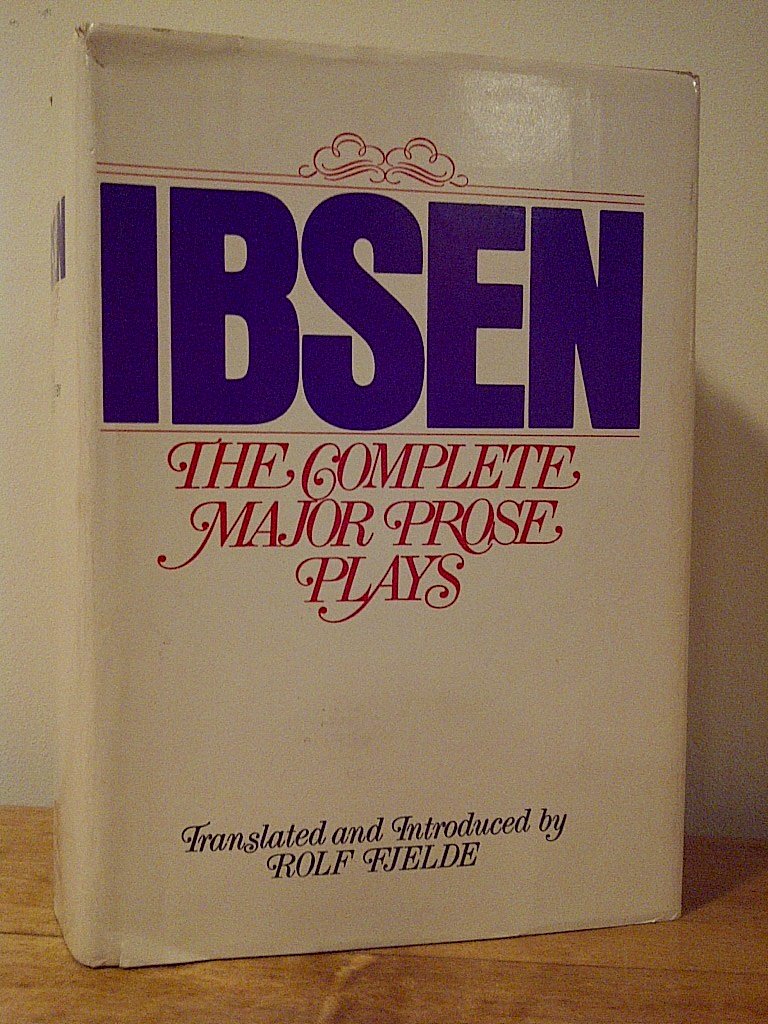 IBSEN
THE COMPLETE
MAJOR PROSE
PLAYS
Translated and Introduced by
ROLF FJELDE